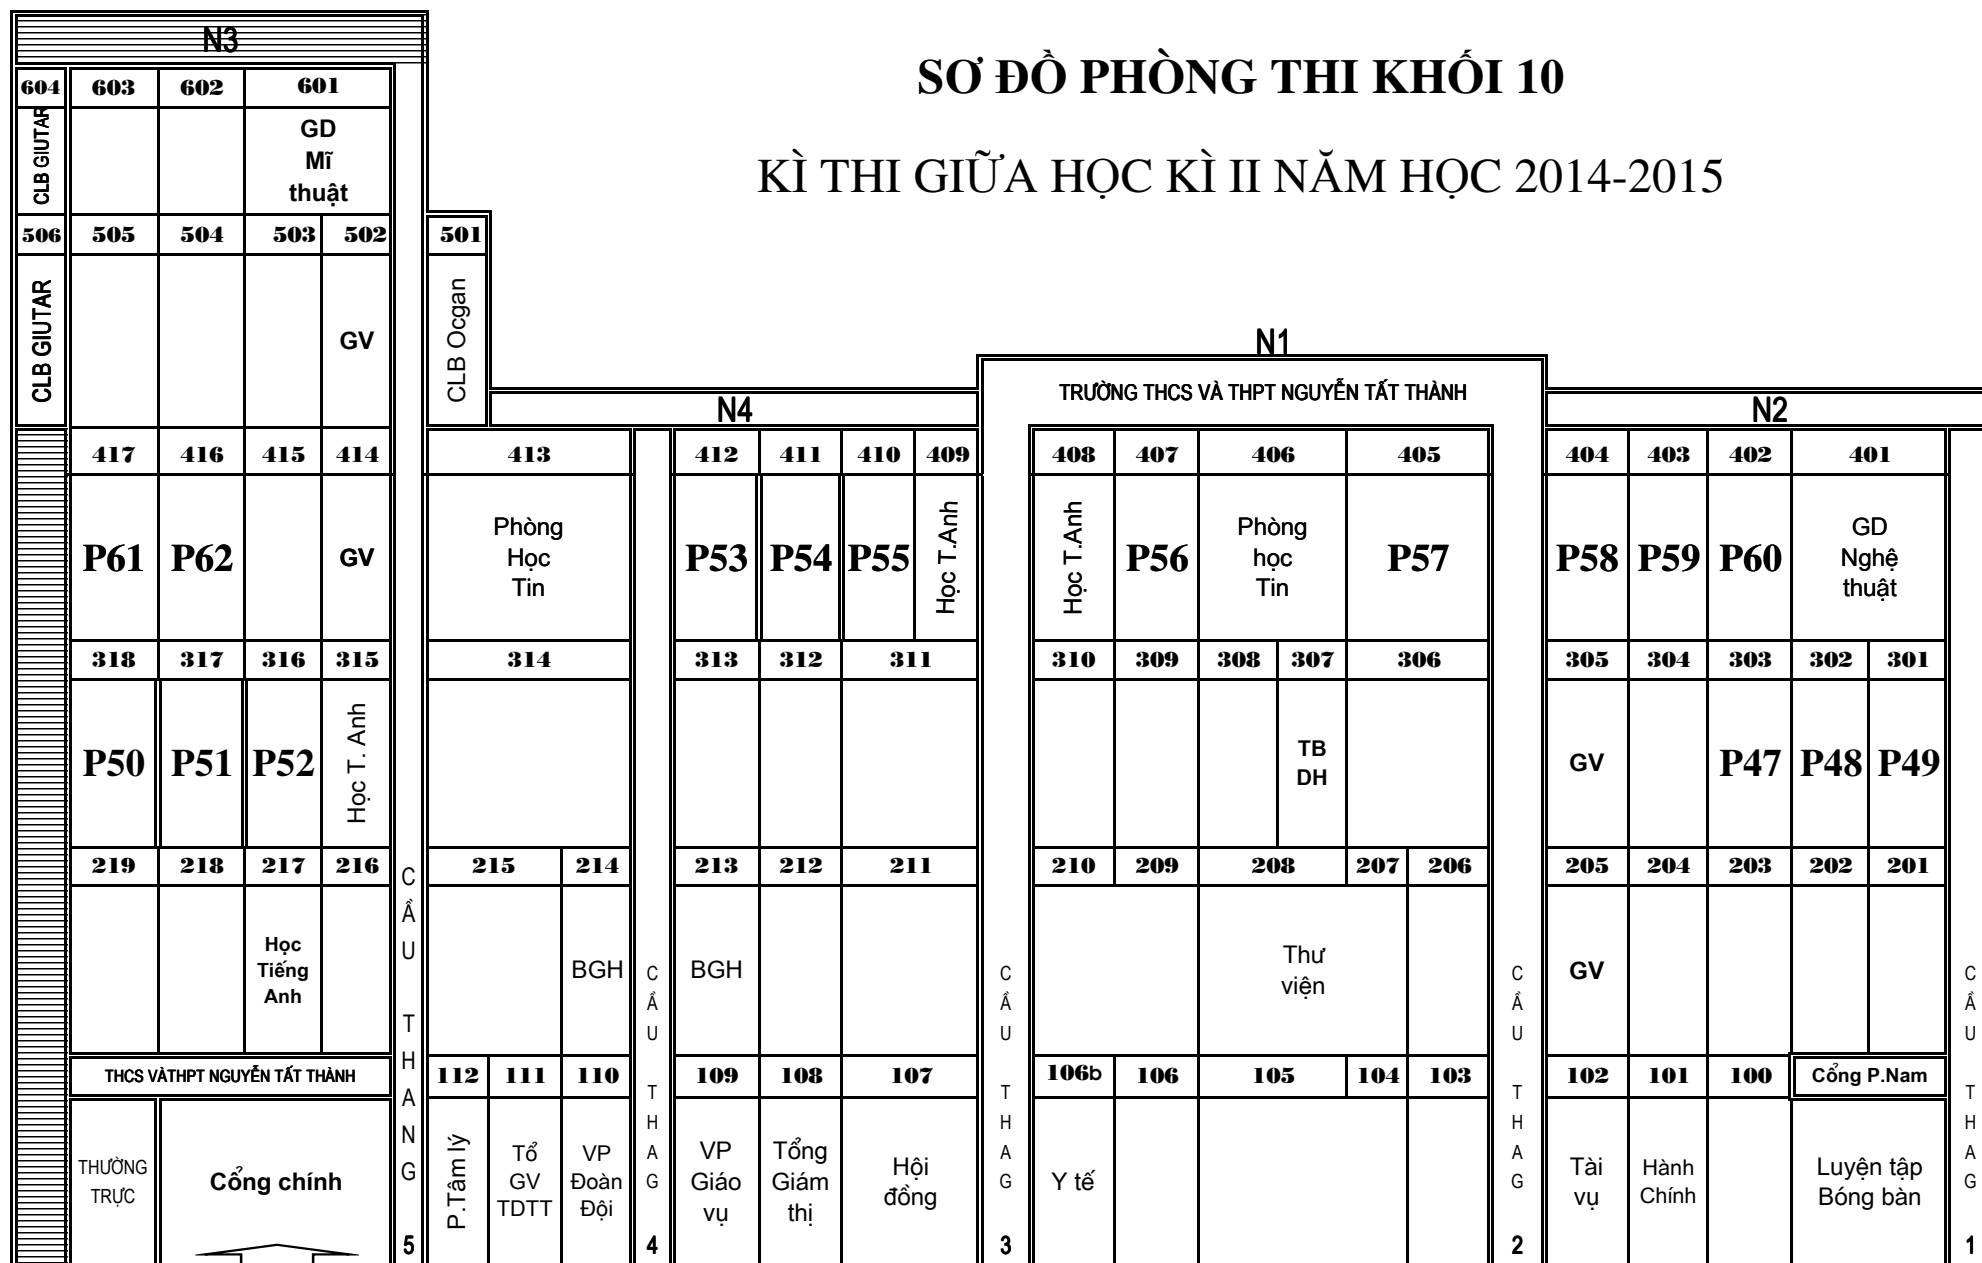 N3
SƠ ĐỒ PHÒNG THI KHỐI 10
KÌ THI GIỮA HỌC KÌ II NĂM HỌC 2014-2015
604 603 602 601
CLB GIUTAR
GD
Mĩ
thuật
506 505 504 503 502 501
CLB GIUTAR
GV
CLB Ocgan
N1
TRƯỜNG THCS VÀ THPT NGUYỄN TẤT THÀNH
N4
N2
417 416 415 414 413 412 411 410 409 408 407 406 405 404 403 402 401
P61 P62
GV
Phòng
Học
Tin
P53 P54 P55
Học T.Anh
Học T.Anh
P56
Phòng
học
Tin
P57
P58 P59 P60
GD
Nghệ
thuật
318 317 316 315 314 313 312 311 310 309 308 307 306 305 304 303 302 301
P50 P51 P52
Học T. Anh
TB
DH
GV
P47 P48 P49
219 218 217 216 215 214 213 212 211 210 209 208 207 206 205 204 203 202 201
Học
Tiếng
Anh
BGH
BGH
Thư
viện
GV
THCS VÀTHPT NGUYỄN TẤT THÀNH
112 111 110 109 108 107 106b 106 105 104 103 102 101 100 Cổng P.Nam
THƯỜNG
TRỰC
Cổng chính
CẦU THANG 5
P.Tâm lý
Tổ
GV
TDTT
VP
Đoàn
Đội
CẦU THAG 4
VP
Giáo
vụ
Tổng
Giám
thị
Hội
đồng
CẦU THAG 3
Y tế
CẦU THAG 2
Tài
vụ
Hành
Chính
Luyện tập
Bóng bàn
CẦU THAG 1